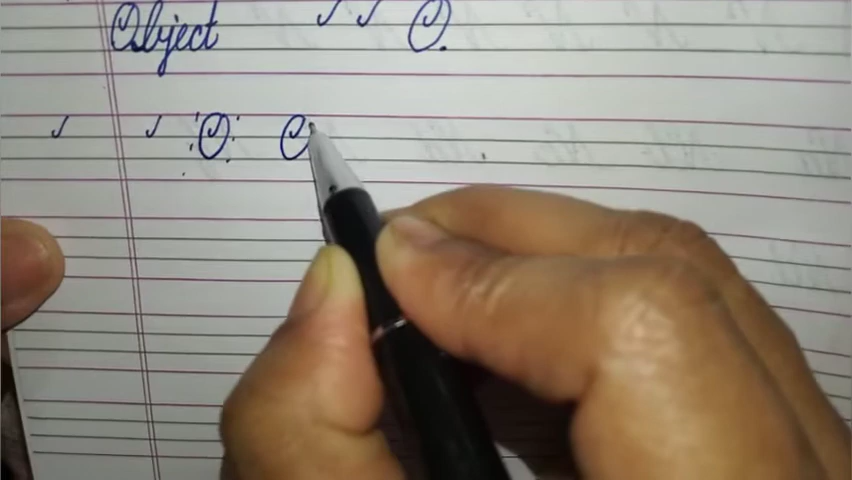 Object ✓ ✓ O.
✓ ✓ O O